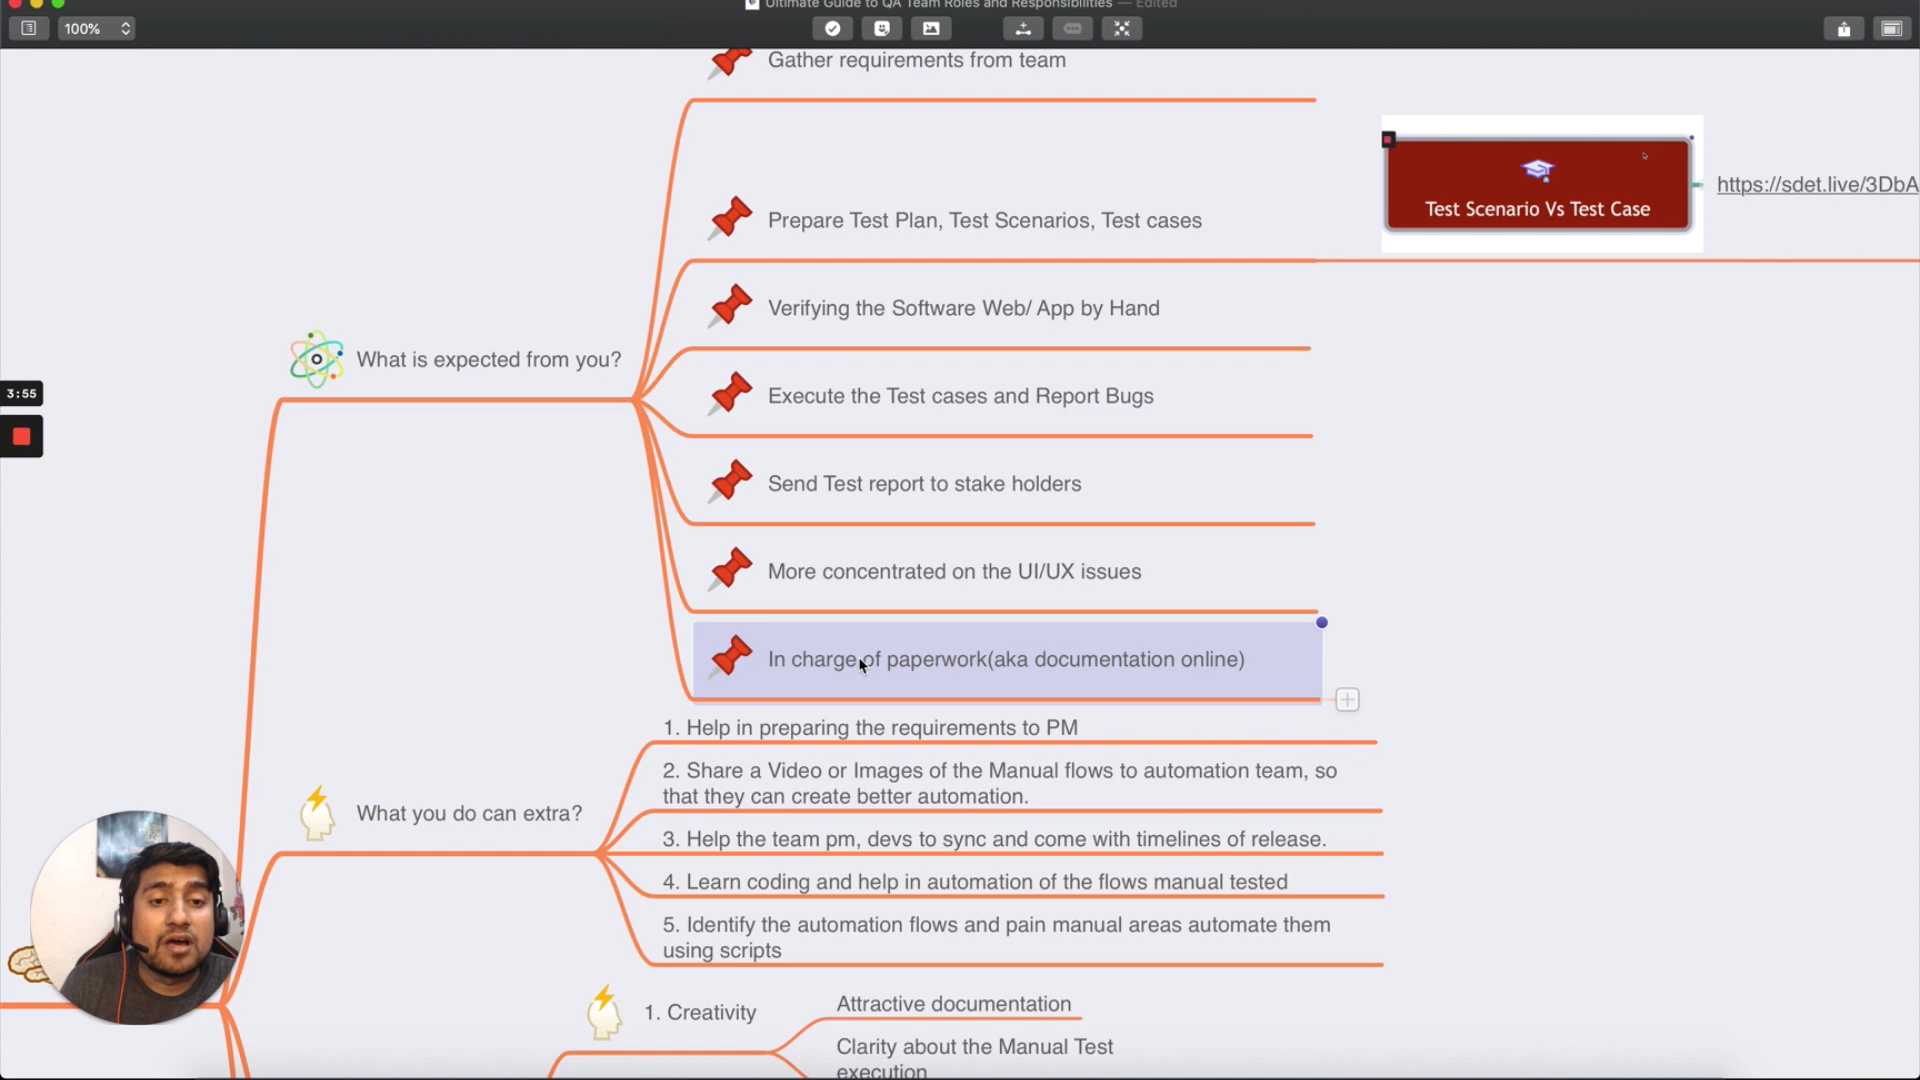 Ultimate Guide to QA Team Roles and Responsibilities — Edited
100%
Gather requirements from team
Test Scenario Vs Test Case
https://sdet.live/3DbA
Prepare Test Plan, Test Scenarios, Test cases
Verifying the Software Web/ App by Hand
What is expected from you?
3:55
Execute the Test cases and Report Bugs
Send Test report to stake holders
More concentrated on the UI/UX issues
In charge of paperwork(aka documentation online)
1. Help in preparing the requirements to PM
2. Share a Video or Images of the Manual flows to automation team, so
that they can create better automation.
What you do can extra?
3. Help the team pm, devs to sync and come with timelines of release.
4. Learn coding and help in automation of the flows manual tested
5. Identify the automation flows and pain manual areas automate them
using scripts
1. Creativity
Attractive documentation
Clarity about the Manual Test
execution